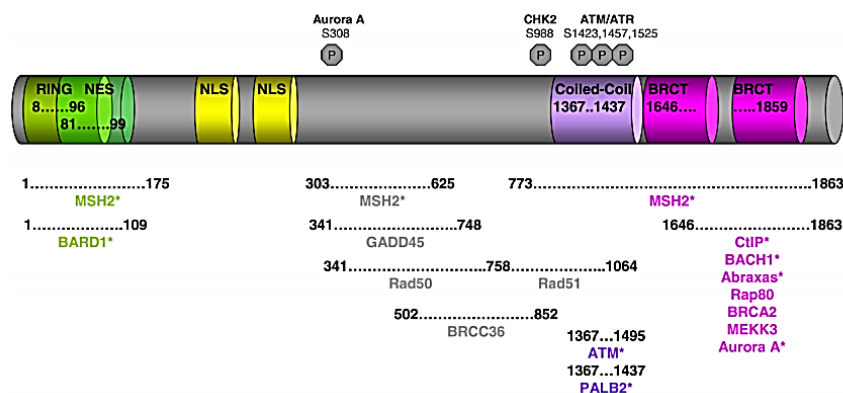 Aurora A
S308
CHK2
S988
ATM/ATR
S1423,1457,1525
P
P
P P P
RING NES
8......96
81........99
NLS
NLS
Coiled-Coil
1367..1437
BRCT
1646....
BRCT
.....1859
1..............................175
MSH2*
303.....................625
MSH2*
773..........................................................1863
MSH2*
1.....................109
BARD1*
341..............................748
GADD45
1646.........................1863
CtIP*
BACH1*
Abraxas*
Rap80
BRCA2
MEKK3
Aurora A*
341..............................758......................1064
Rad50
Rad51
502.........................852
BRCC36
1367...1495
ATM*
1367...1437
PALB2*